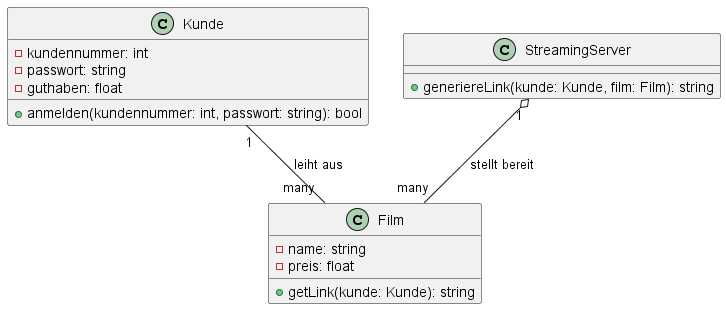 C Kunde
kundennummer: int
passwort: string
guthaben: float
anmelden(kundennummer: int, passwort: string): bool
C StreamingServer
generiereLink(kunde: Kunde, film: Film): string
1
1
leiht aus
stellt bereit
many
many
C Film
name: string
preis: float
getLink(kunde: Kunde): string